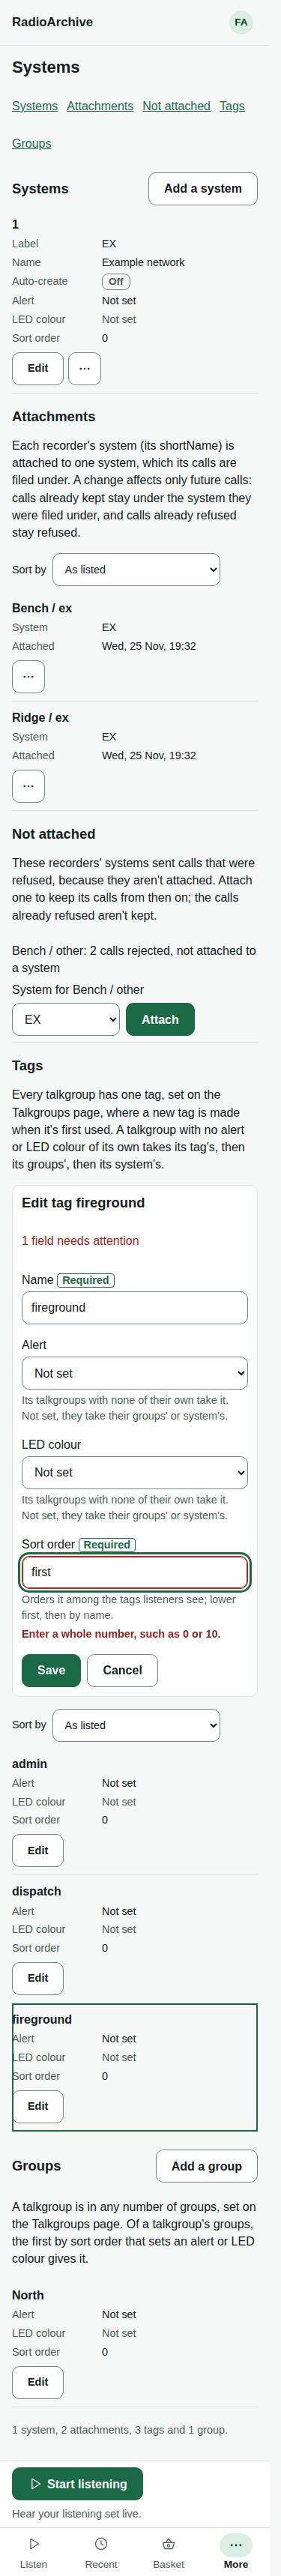 RadioArchive
FA
Systems
Systems Attachments Not attached Tags
Groups
Systems
Add a system
1
Label EX
Name Example network
Auto-create Off
Alert Not set
LED colour Not set
Sort order 0
Edit ...
Attachments
Each recorder's system (its shortName) is
attached to one system, which its calls are
filed under. A change affects only future calls:
calls already kept stay under the system they
were filed under, and calls already refused
stay refused.
Sort by As listed
Bench / ex
System EX
Attached Wed, 25 Nov, 19:32
...
Ridge / ex
System EX
Attached Wed, 25 Nov, 19:32
...
Not attached
These recorders' systems sent calls that were
refused, because they aren't attached. Attach
one to keep its calls from then on; the calls
already refused aren't kept.
Bench / other: 2 calls rejected, not attached to
a system
System for Bench / other
EX Attach
Tags
Every talkgroup has one tag, set on the
Talkgroups page, where a new tag is made
when it's first used. A talkgroup with no alert
or LED colour of its own takes its tag's, then
its groups', then its system's.
Edit tag fireground
1 field needs attention
Name Required
fireground
Alert
Not set
Its talkgroups with none of their own take it.
Not set, they take their groups' or system's.
LED colour
Not set
Its talkgroups with none of their own take it.
Not set, they take their groups' or system's.
Sort order Required
first
Orders it among the tags listeners see; lower
first, then by name.
Enter a whole number, such as 0 or 10.
Save Cancel
Sort by As listed
admin
Alert Not set
LED colour Not set
Sort order 0
Edit
dispatch
Alert Not set
LED colour Not set
Sort order 0
Edit
fireground
Alert Not set
LED colour Not set
Sort order 0
Edit
Groups
Add a group
A talkgroup is in any number of groups, set on
the Talkgroups page. Of a talkgroup's groups,
the first by sort order that sets an alert or LED
colour gives it.
North
Alert Not set
LED colour Not set
Sort order 0
Edit
1 system, 2 attachments, 3 tags and 1 group.
Start listening
Hear your listening set live.
Listen Recent Basket More